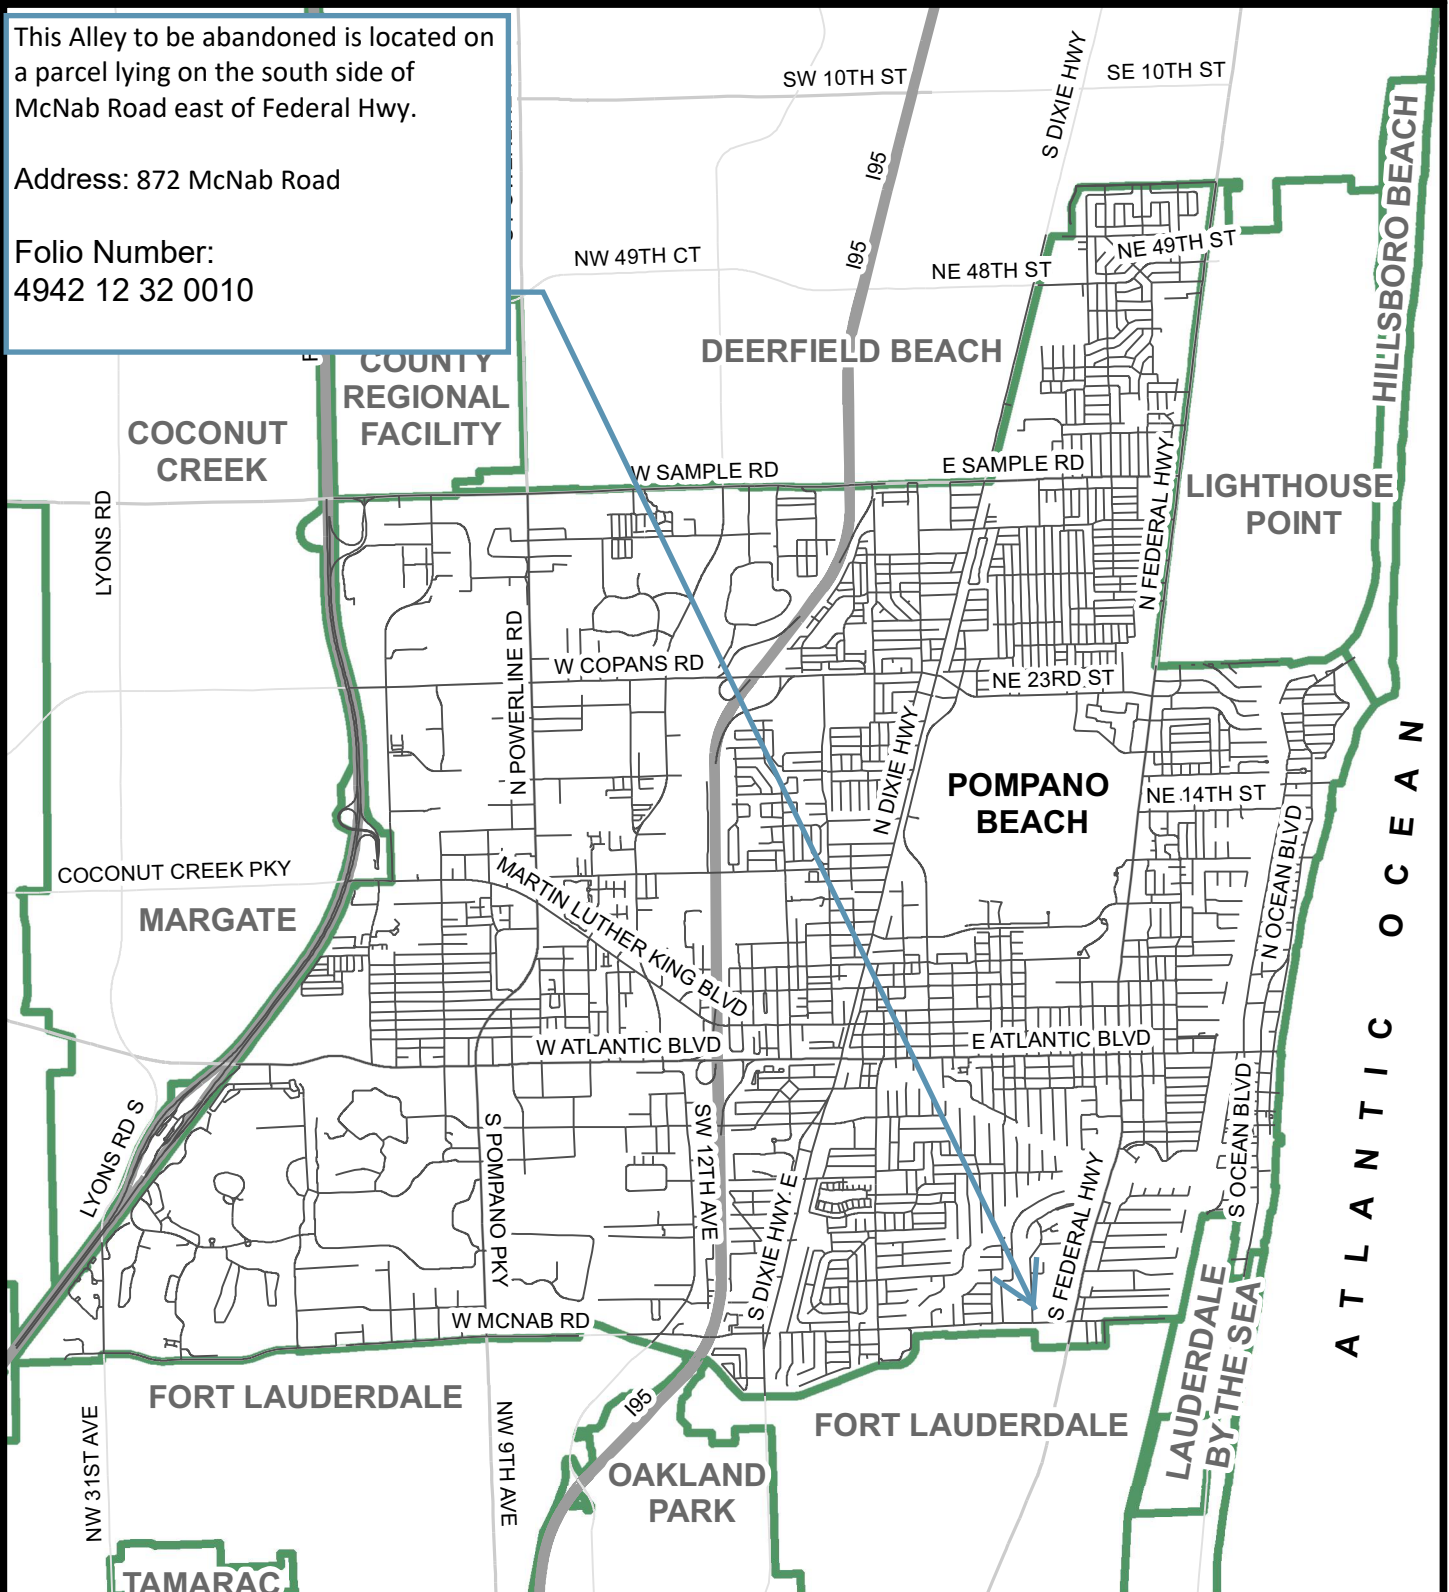 This Alley to be abandoned is located on
a parcel lying on the south side of
McNab Road east of Federal Hwy.
Address: 872 McNab Road
Folio Number:
4942 12 32 0010
SW 10TH ST
SE 10TH ST
S DIXIE HWY
I95
I95
HILLSBORO BEACH
NW 49TH CT
NE 48TH ST
NE 49TH ST
DEERFIELD BEACH
COUNTY
REGIONAL
FACILITY
COCONUT
CREEK
W SAMPLE RD
E SAMPLE RD
N FEDERAL HWY
LIGHTHOUSE
POINT
LYONS RD
N POWERLINE RD
W COPANS RD
NE 23RD ST
N DIXIE HWY
POMPANO
BEACH
NE 14TH ST
N OCEAN BLVD
ATLANTIC OCEAN
COCONUT CREEK PKY
MARGATE
MARTIN LUTHER KING BLVD
W ATLANTIC BLVD
E ATLANTIC BLVD
LYONS RD S
S POMPANO PKY
SW 12TH AVE
S DIXIE HWY E
S FEDERAL HWY
S OCEAN BLVD
W MCNAB RD
FORT LAUDERDALE
FORT LAUDERDALE
LAUDERDALE
BY THE SEA
I95
NW 31ST AVE
NW 9TH AVE
OAKLAND
PARK
TAMARAC